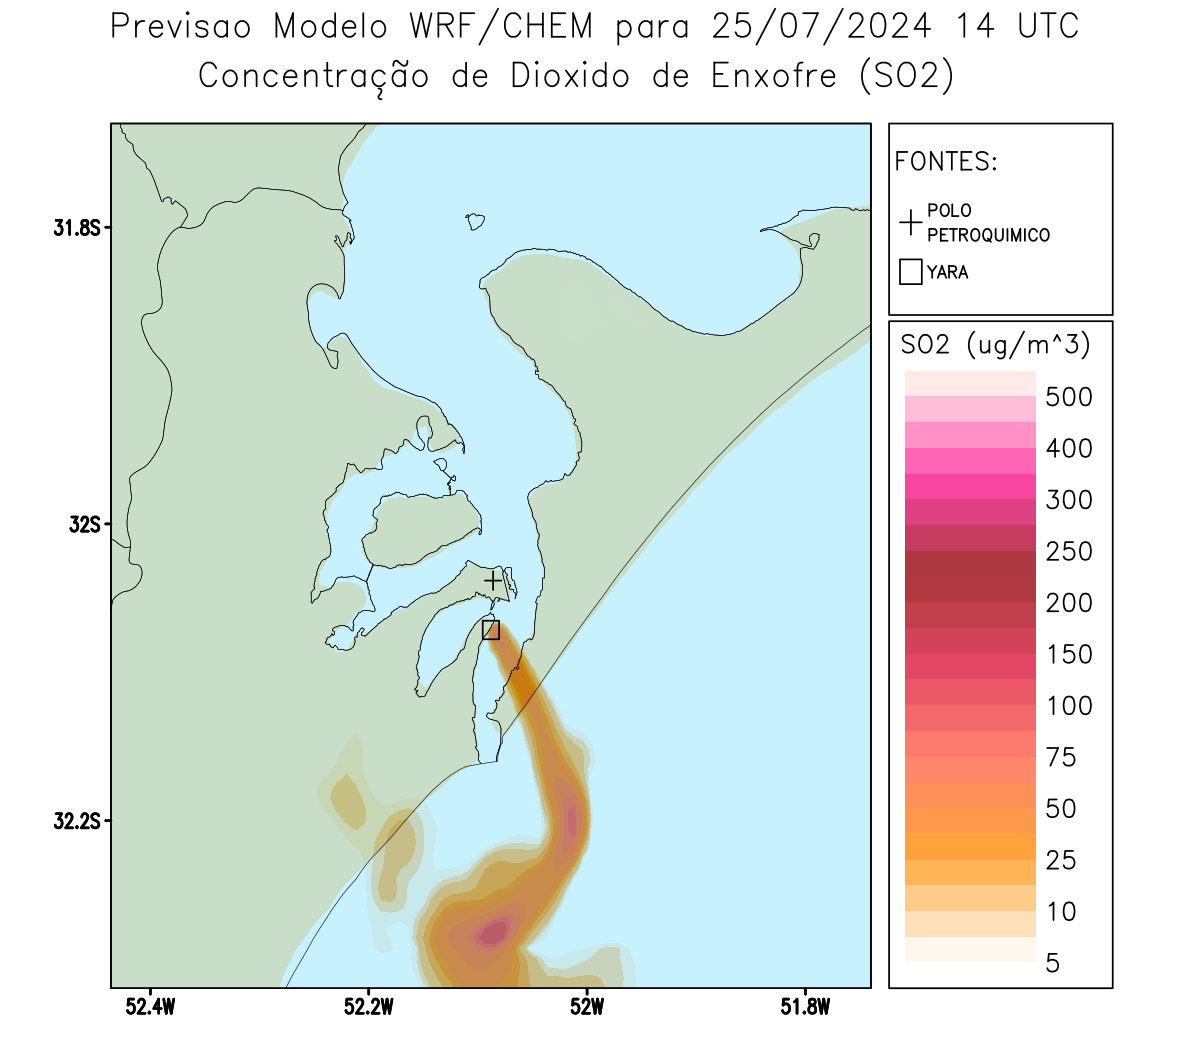 Previsao Modelo WRF/CHEM para 25/07/2024 14 UTC
Concentração de Dioxido de Enxofre (SO2)
FONTES:
POLO
PETROQUIMICO
YARA
SO2 (ug/m^3)
500
400
300
250
200
150
100
75
50
25
10
5
31.8S
32S
32.2S
52.4W
52.2W
52W
51.8W